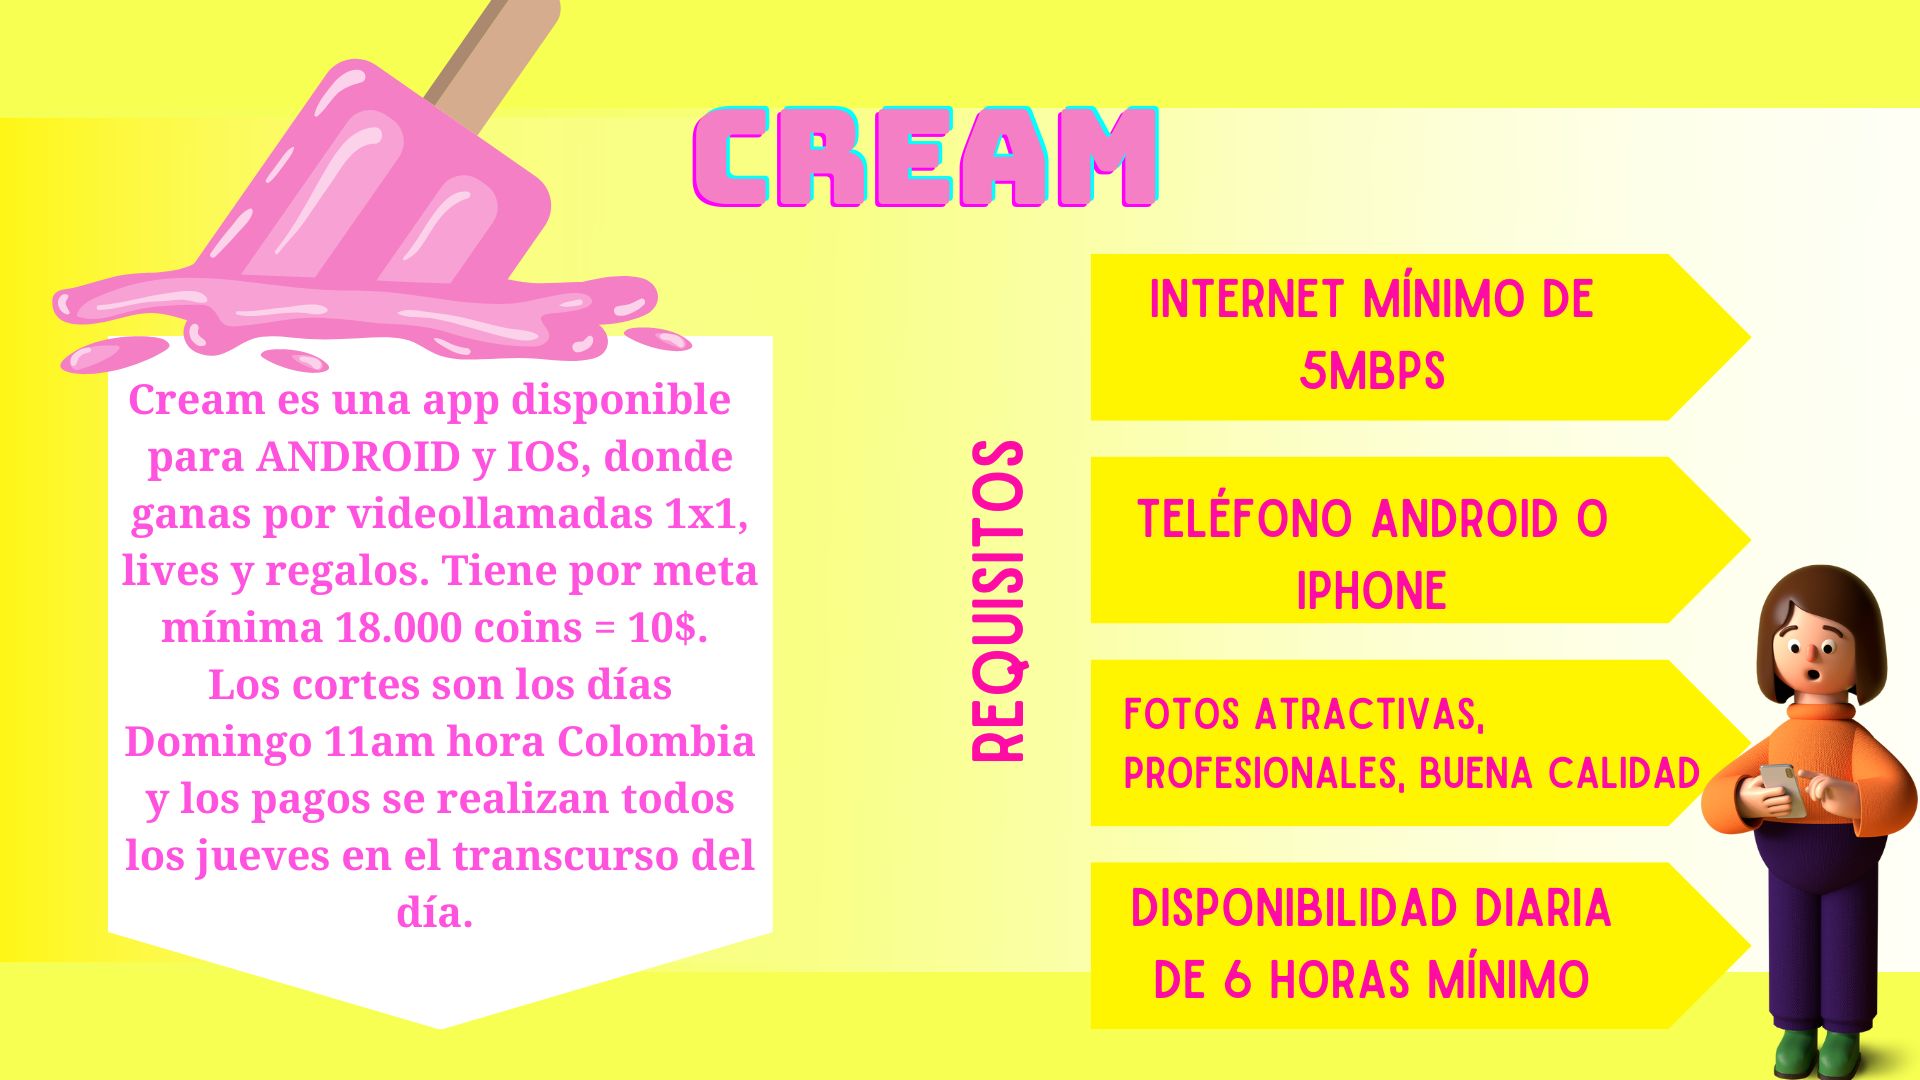 CREAM
Cream es una app disponible
para ANDROID y IOS, donde
ganas por videollamadas 1x1,
lives y regalos. Tiene por meta
mínima 18.000 coins = 10$.
Los cortes son los días
Domingo 11am hora Colombia
y los pagos se realizan todos
los jueves en el transcurso del
día.
REQUISITOS
INTERNET MÍNIMO DE
5MBPS
TELÉFONO ANDROID O
IPHONE
FOTOS ATRACTIVAS,
PROFESIONALES, BUENA CALIDAD
DISPONIBILIDAD DIARIA
DE 6 HORAS MÍNIMO